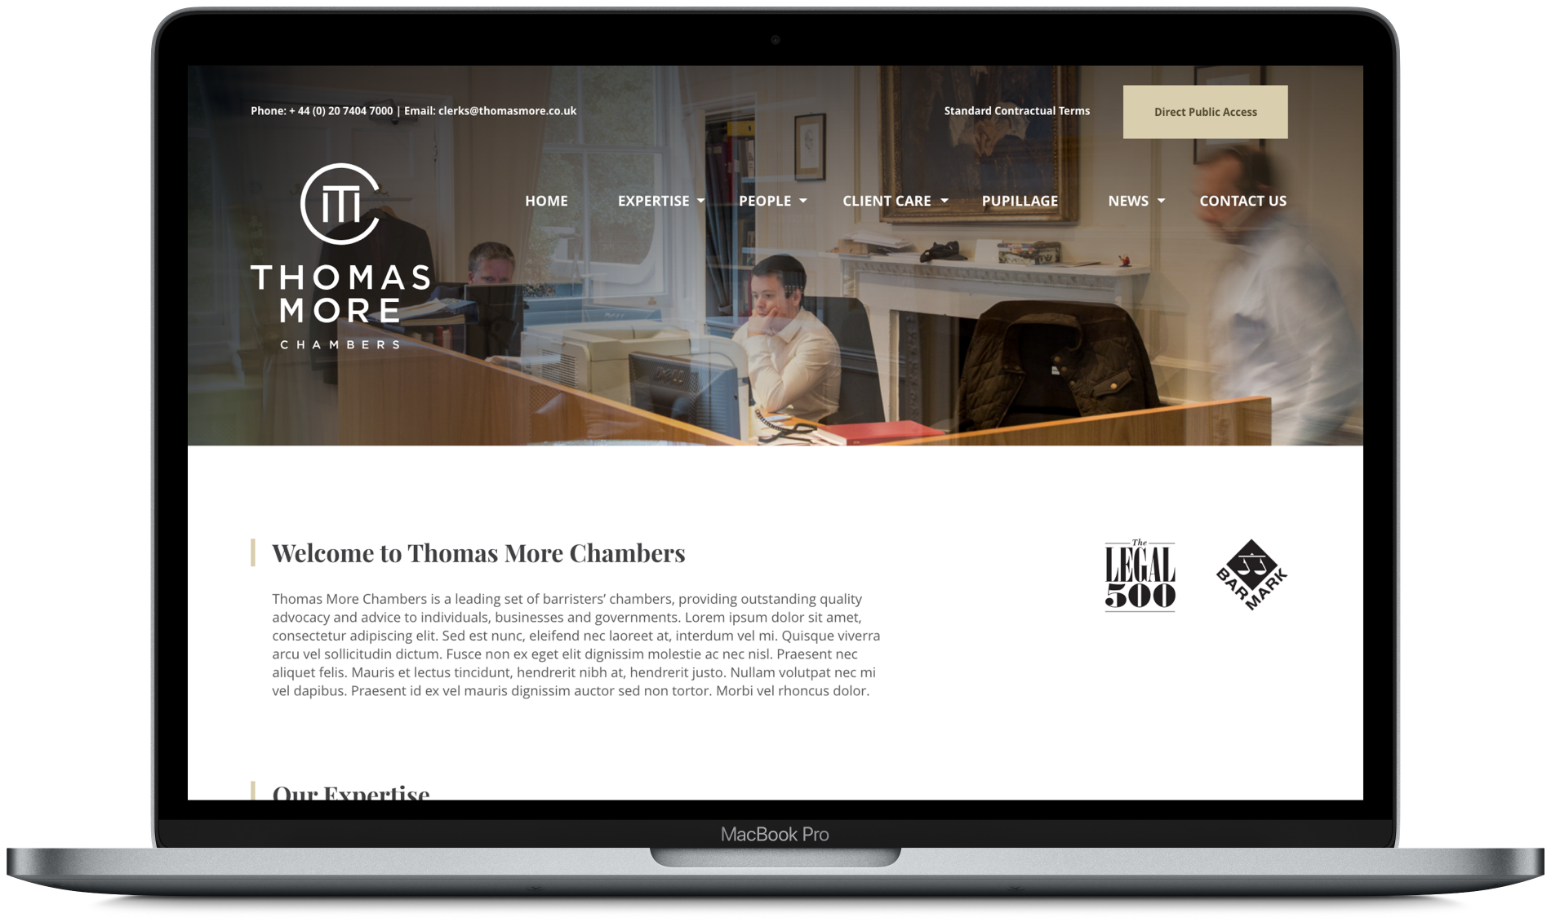 Phone: + 44 (0) 20 7404 7000 | Email: clerks@thomasmore.co.uk
Standard Contractual Terms
Direct Public Access
THOMAS
MORE
CHAMBERS
HOME
EXPERTISE
PEOPLE
CLIENT CARE
PUPILLAGE
NEWS
CONTACT US
Welcome to Thomas More Chambers
Thomas More Chambers is a leading set of barristers’ chambers, providing outstanding quality
advocacy and advice to individuals, businesses and governments. Lorem ipsum dolor sit amet,
consectetur adipiscing elit. Sed est nunc, eleifend nec laoreet at, interdum vel mi. Quisque viverra
arcu vel sollicitudin dictum. Fusce non ex eget elit dignissim molestie ac nec nisl. Praesent nec
aliquet felis. Mauris et lectus tincidunt, hendrerit nibh at, hendrerit justo. Nullam volutpat nec mi
vel dapibus. Praesent id ex vel mauris dignissim auctor sed non tortor. Morbi vel rhoncus dolor.
The
LEGAL
500
BAR MARK
Our Expertise
MacBook Pro